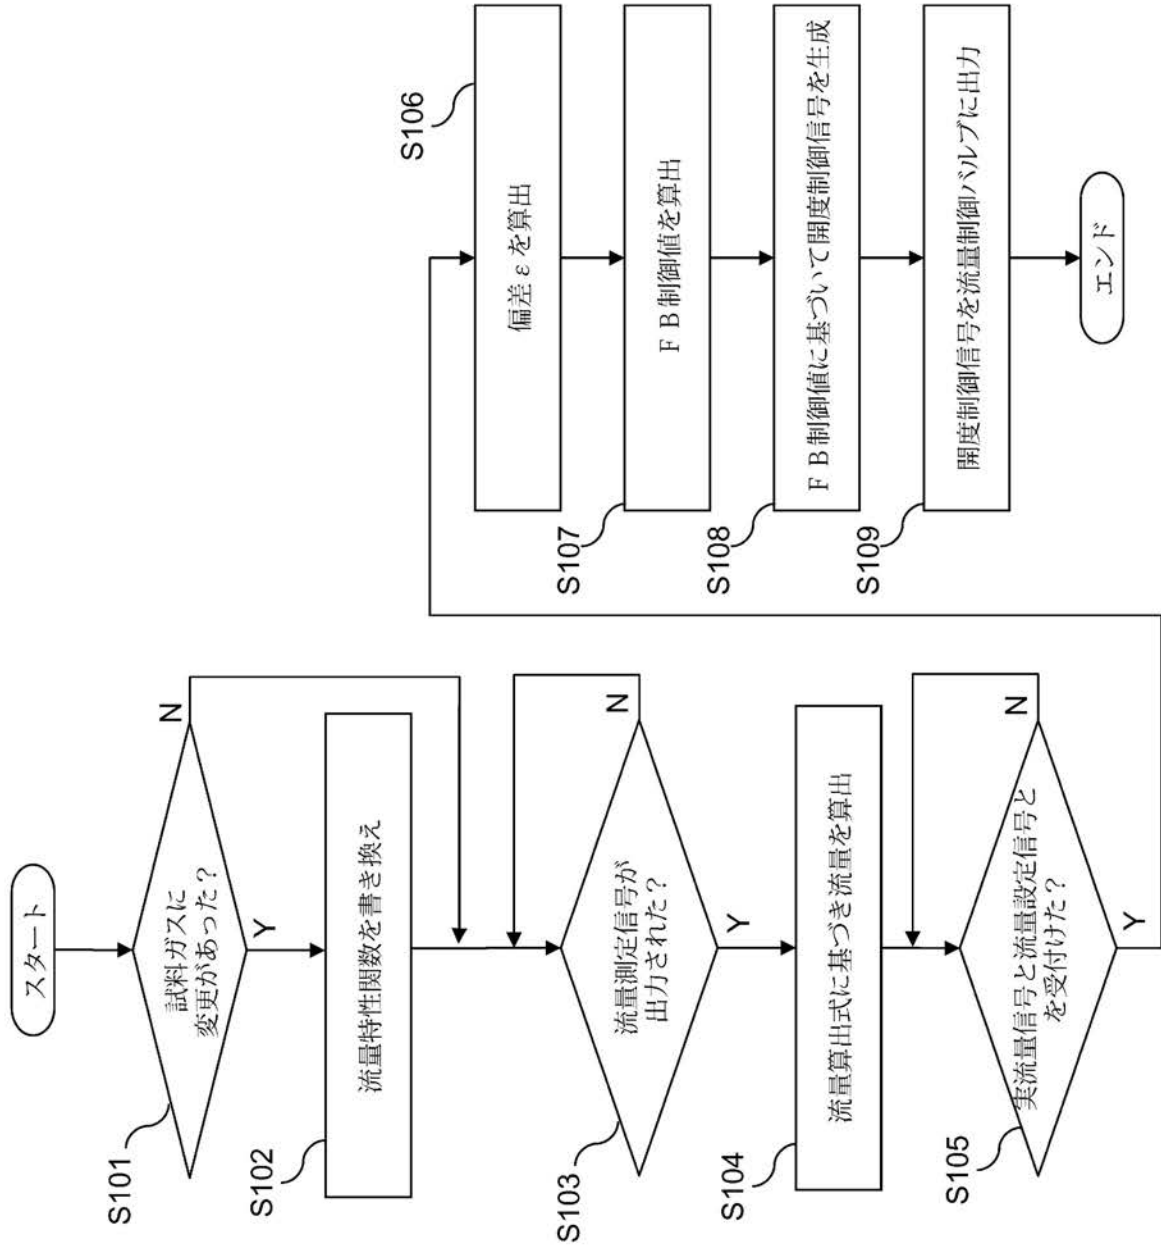 スタート
S101
試料ガスに
変更があった?
N
Y
S102
流量特性関数を書き換え
S103
流量測定信号が
出力された?
N
Y
S104
流量算出式に基づき流量を算出
S105
実流量信号と流量設定信号と
を受付けた?
N
Y
S106
偏差εを算出
S107
FB制御値を算出
S108
FB制御値に基づいて開度制御信号を生成
S109
開度制御信号を流量制御バルブに出力
エンド